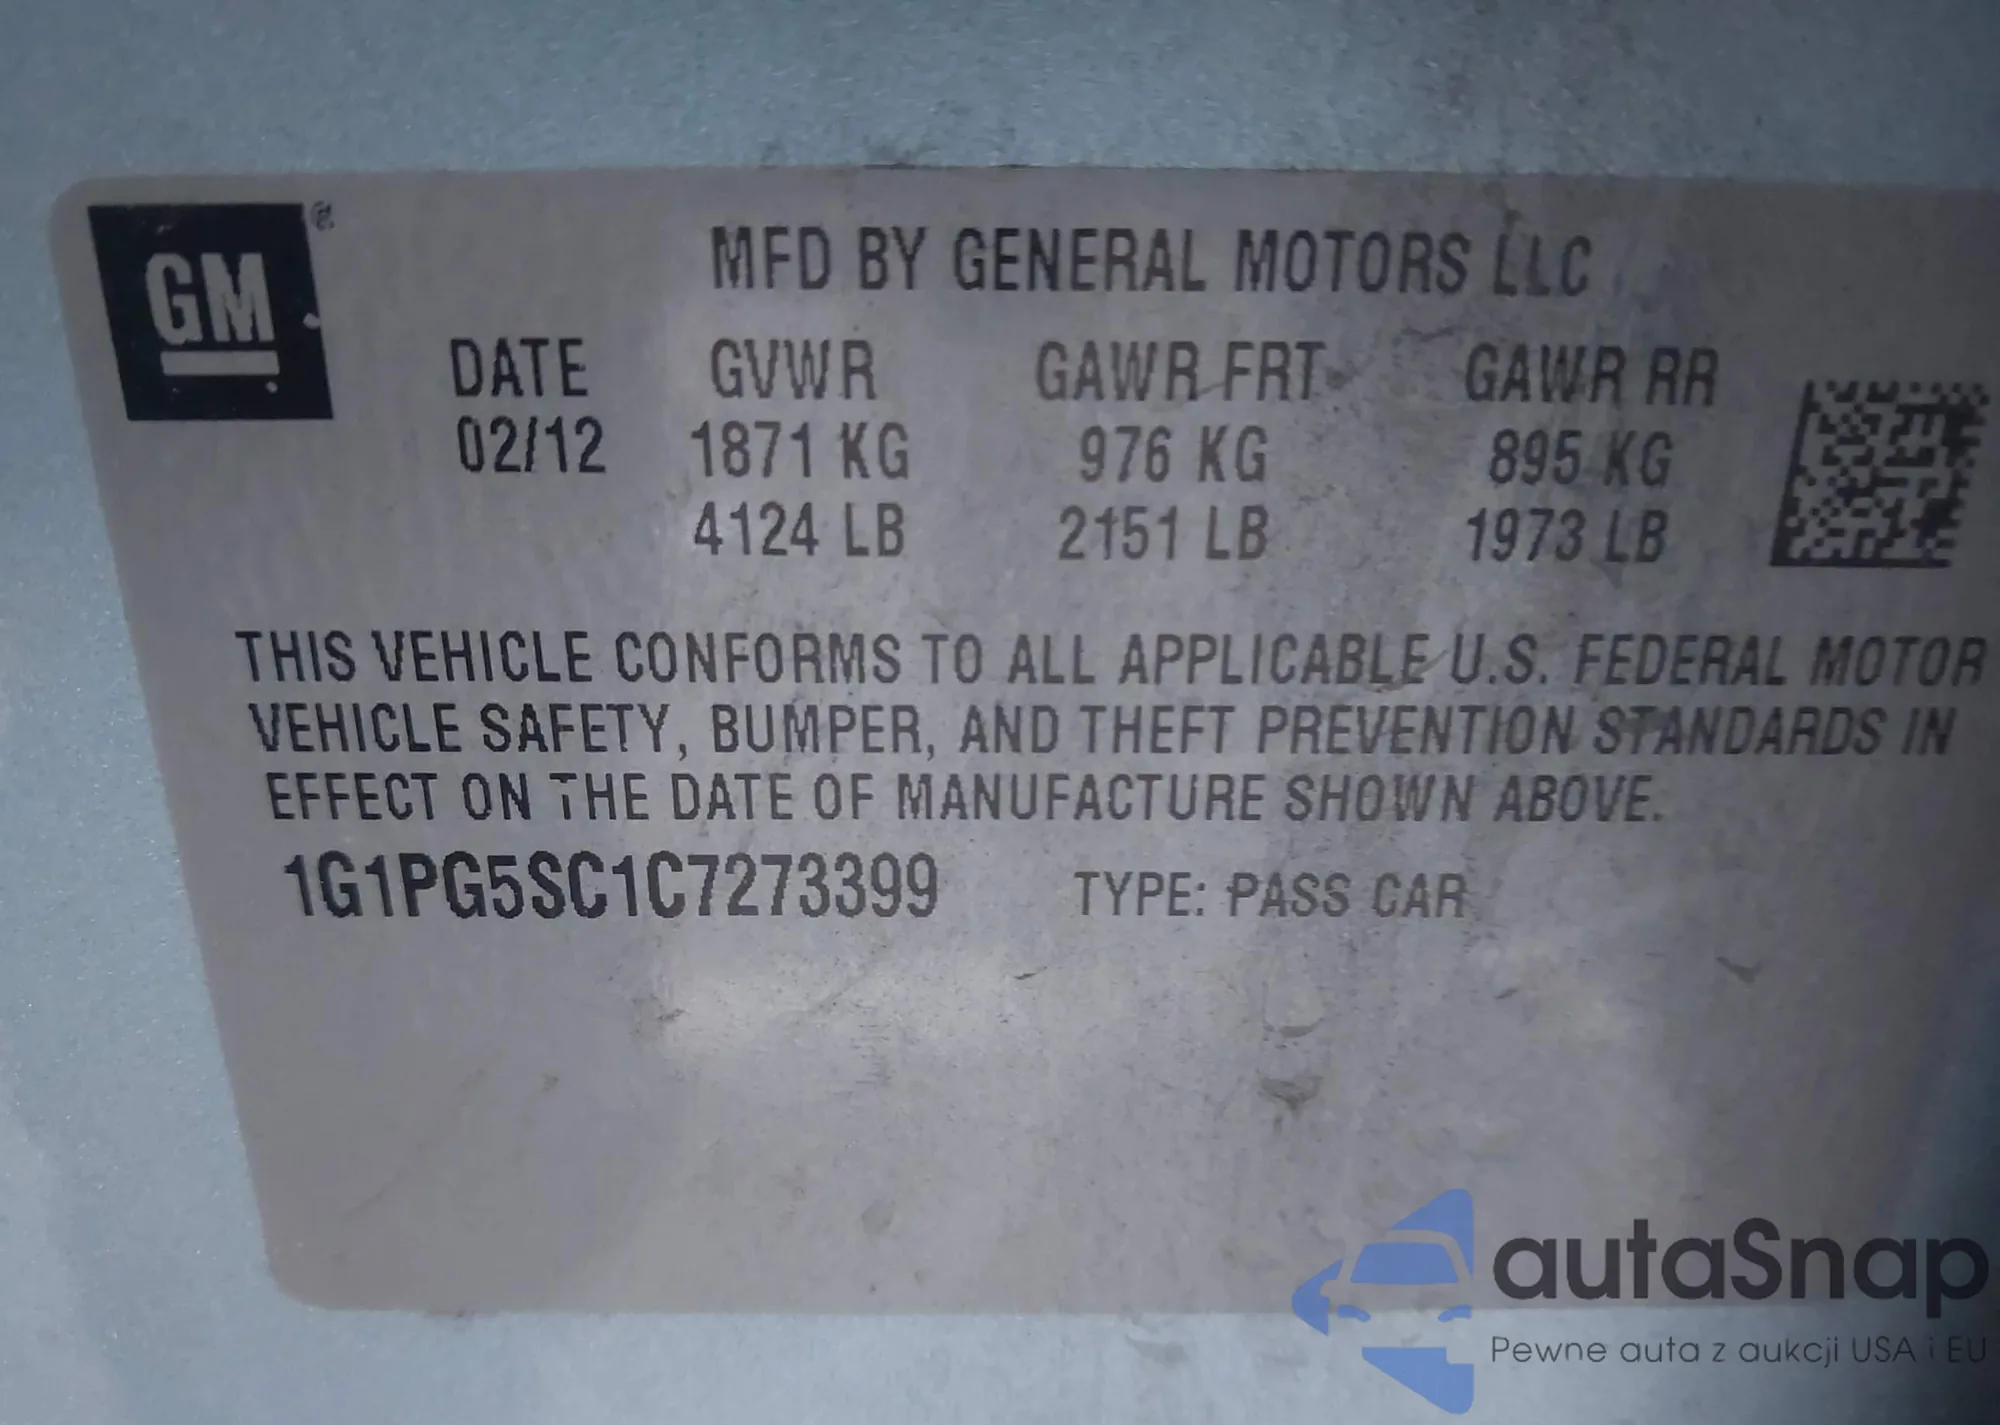 GM®
MFD BY GENERAL MOTORS LLC
DATE GVWR GAWR FRT GAWR RR
02/12 1871 KG 976 KG 895 KG
4124 LB 2151 LB 1973 LB
THIS VEHICLE CONFORMS TO ALL APPLICABLE U.S. FEDERAL MOTOR
VEHICLE SAFETY, BUMPER, AND THEFT PREVENTION STANDARDS IN
EFFECT ON THE DATE OF MANUFACTURE SHOWN ABOVE.
1G1PG5SC1C7273399 TYPE: PASS CAR
autaSnap
Pewne auta z aukcji USA i EU